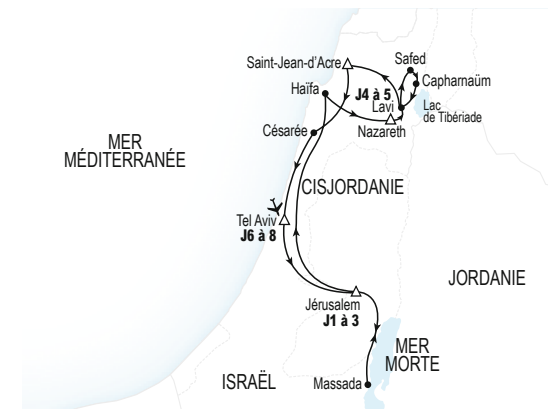 Safed
Saint-Jean-d'Acre
Capharnaüm
Haïfa
J4 à 5
Lavi
Lac
de Tibériade
Césarée
Nazareth
MER
MÉDITERRANÉE
CISJORDANIE
Tel Aviv
J6 à 8
JORDANIE
Jérusalem
J1 à 3
MER
MORTE
ISRAËL
Massada